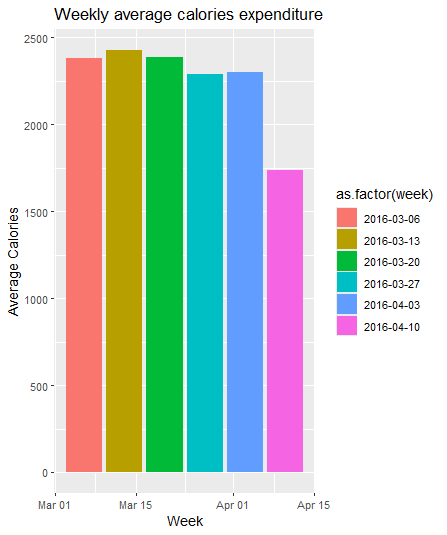 Weekly average calories expenditure
2500
2000
1500
1000
500
0
Average Calories
Mar 01
Mar 15
Apr 01
Apr 15
Week
as.factor(week)
2016-03-06
2016-03-13
2016-03-20
2016-03-27
2016-04-03
2016-04-10